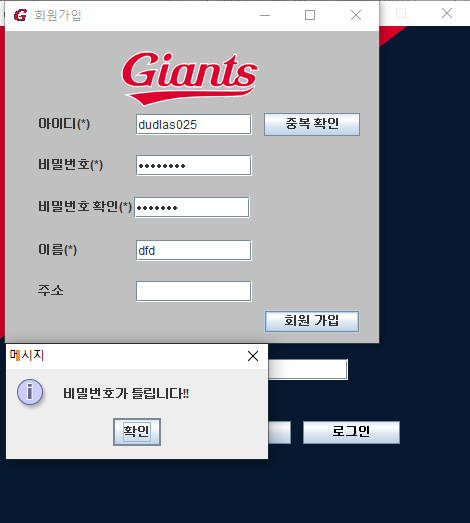 회원가입
Giants
아이디(*)
dudlas025
중복 확인
비밀번호(*)
••••••••
비밀번호 확인(*)
•••••••
이름(*)
dfd
주소
회원 가입
메시지
비밀번호가 틀립니다!!
확인
로그인